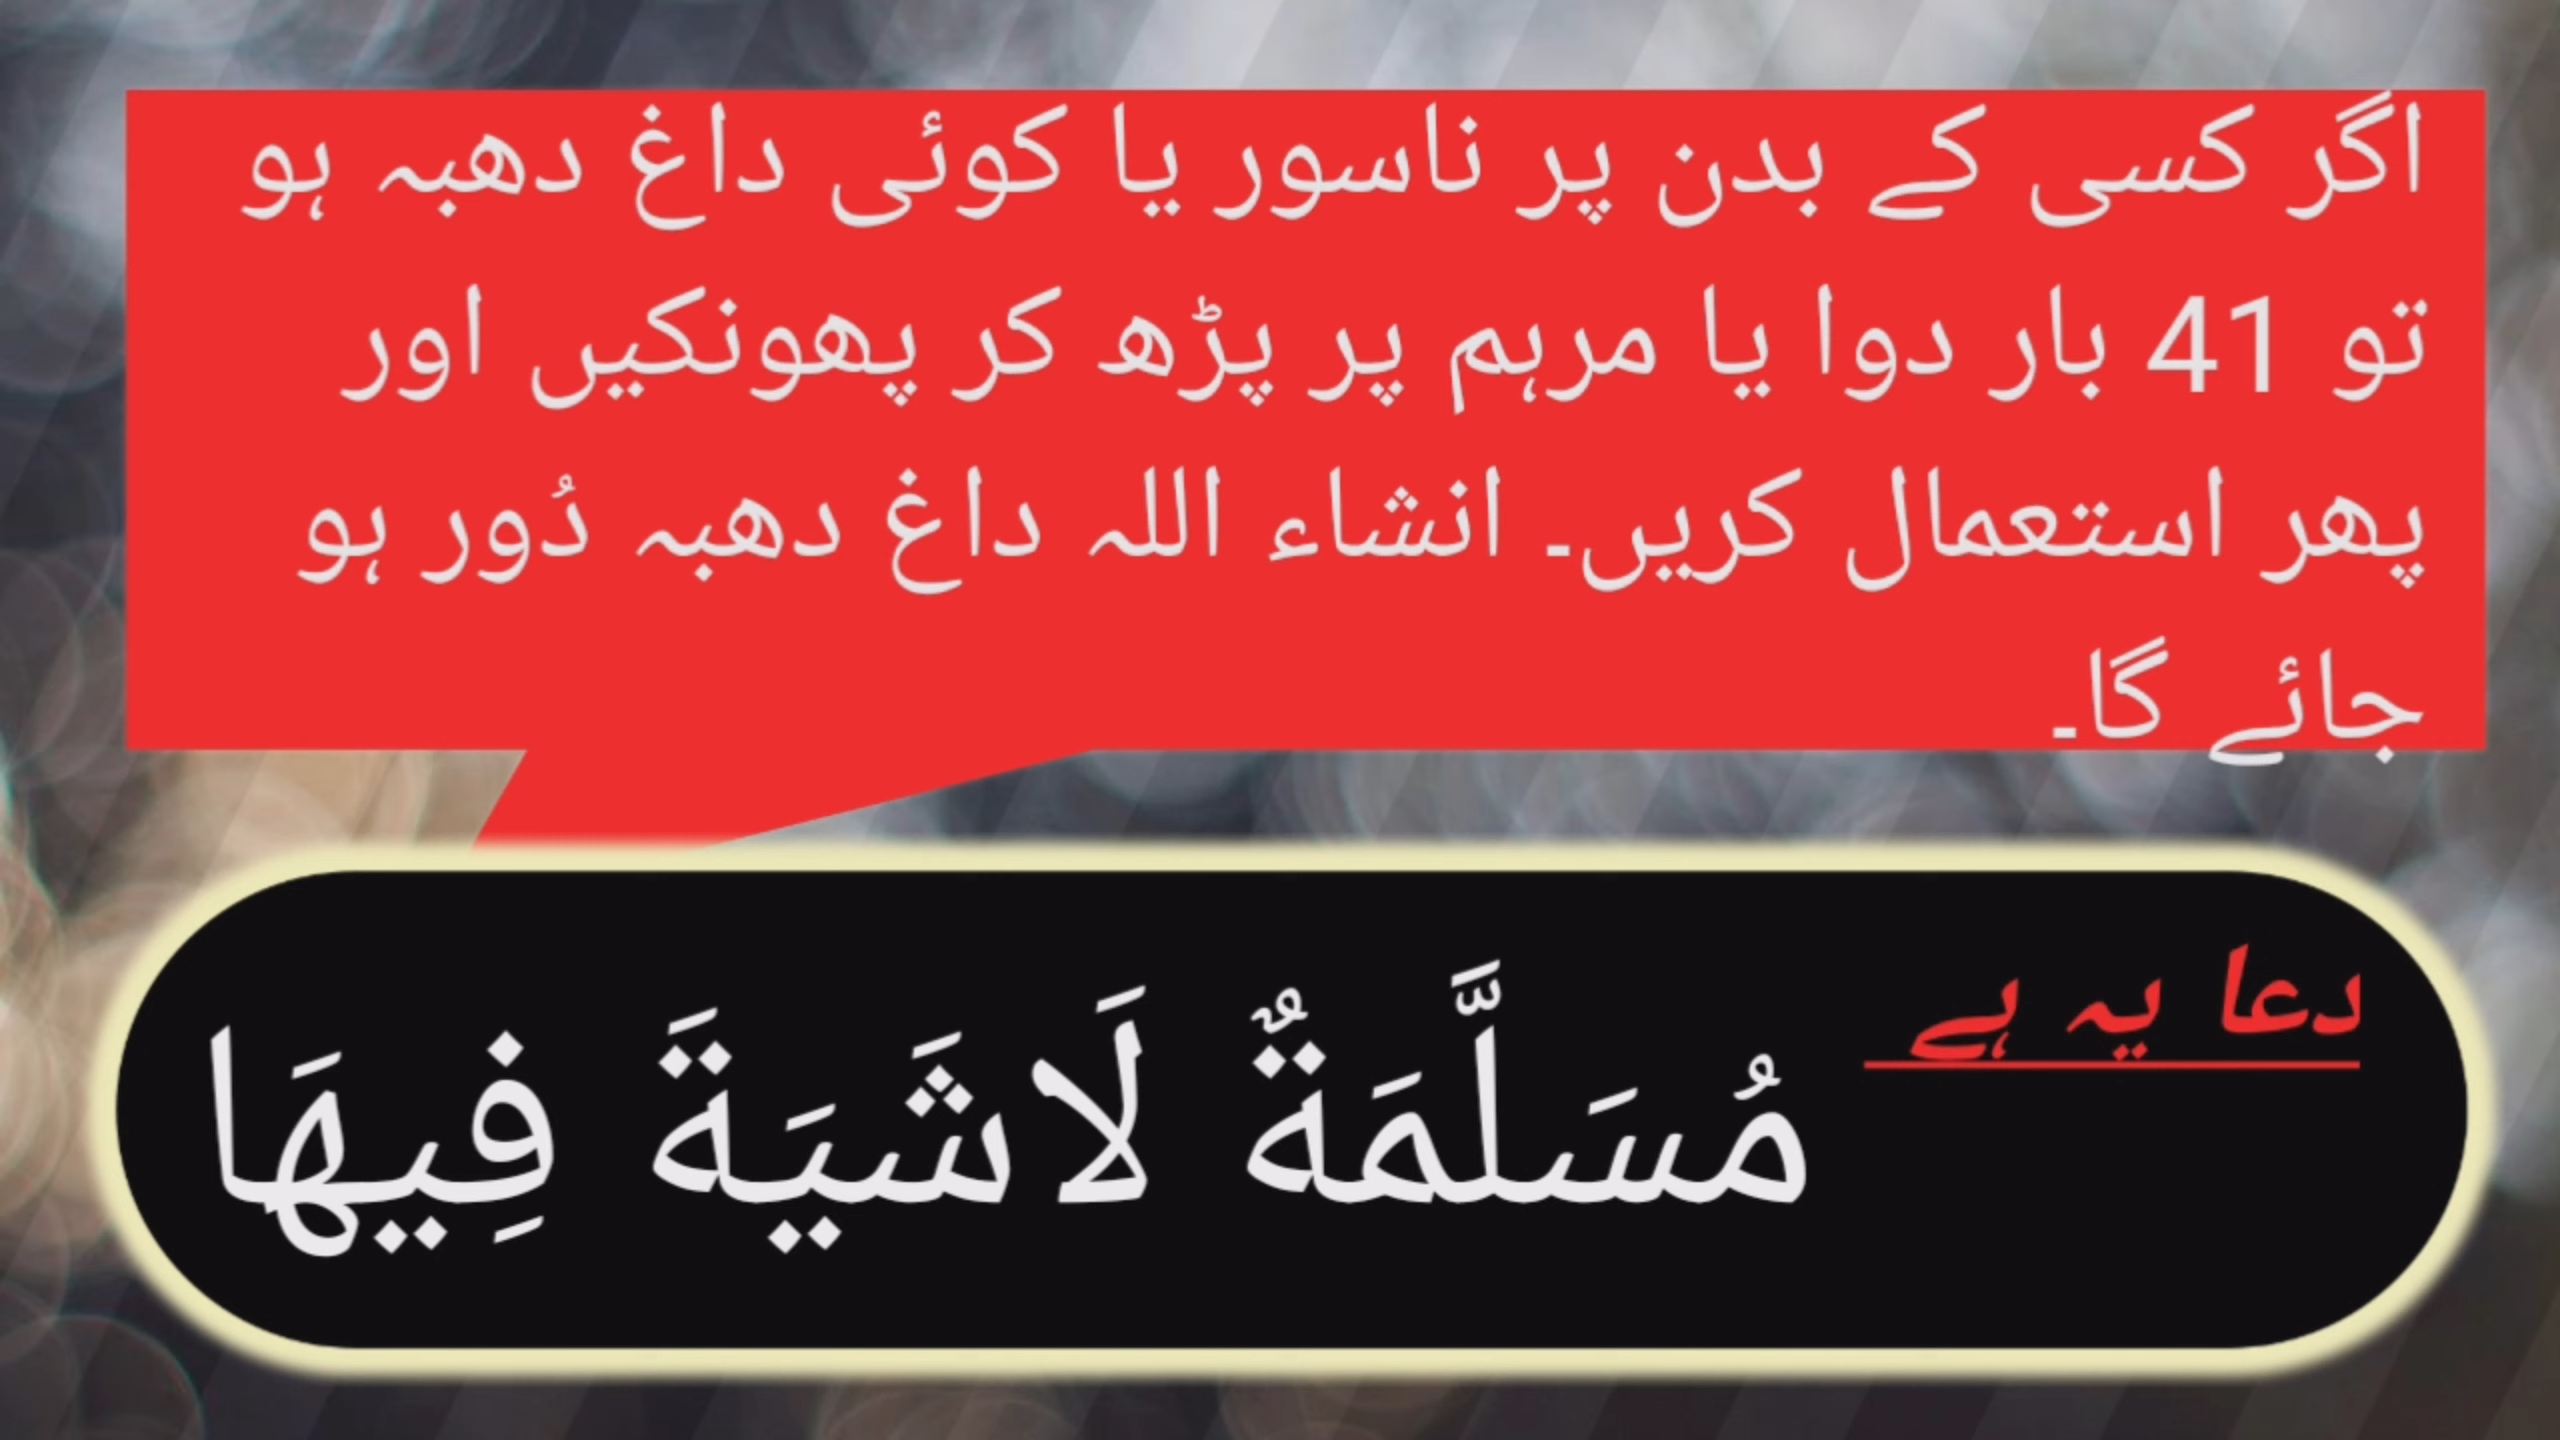 اگر کسی کے بدن پر ناسور یا کوئی داغ دھبہ ہو
تو 41 بار دوا یا مرہم پر پڑھ کر پھونکیں اور
پھر استعمال کریں۔ انشاء اللہ داغ دھبہ دُور ہو
جائے گا۔
دعا یہ ہے
مُسَلَّمَةٌ لَاشَيَةَ فِيهَا